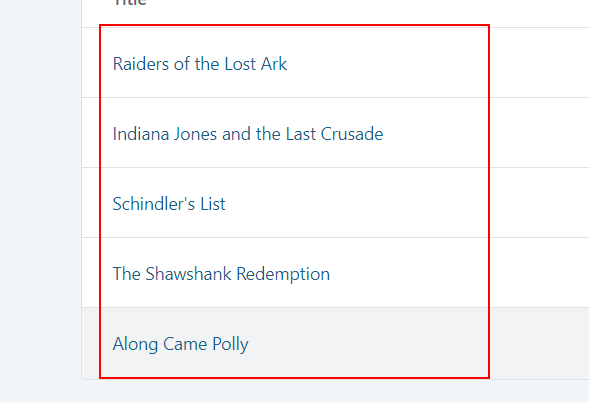 Title
Raiders of the Lost Ark
Indiana Jones and the Last Crusade
Schindler's List
The Shawshank Redemption
Along Came Polly